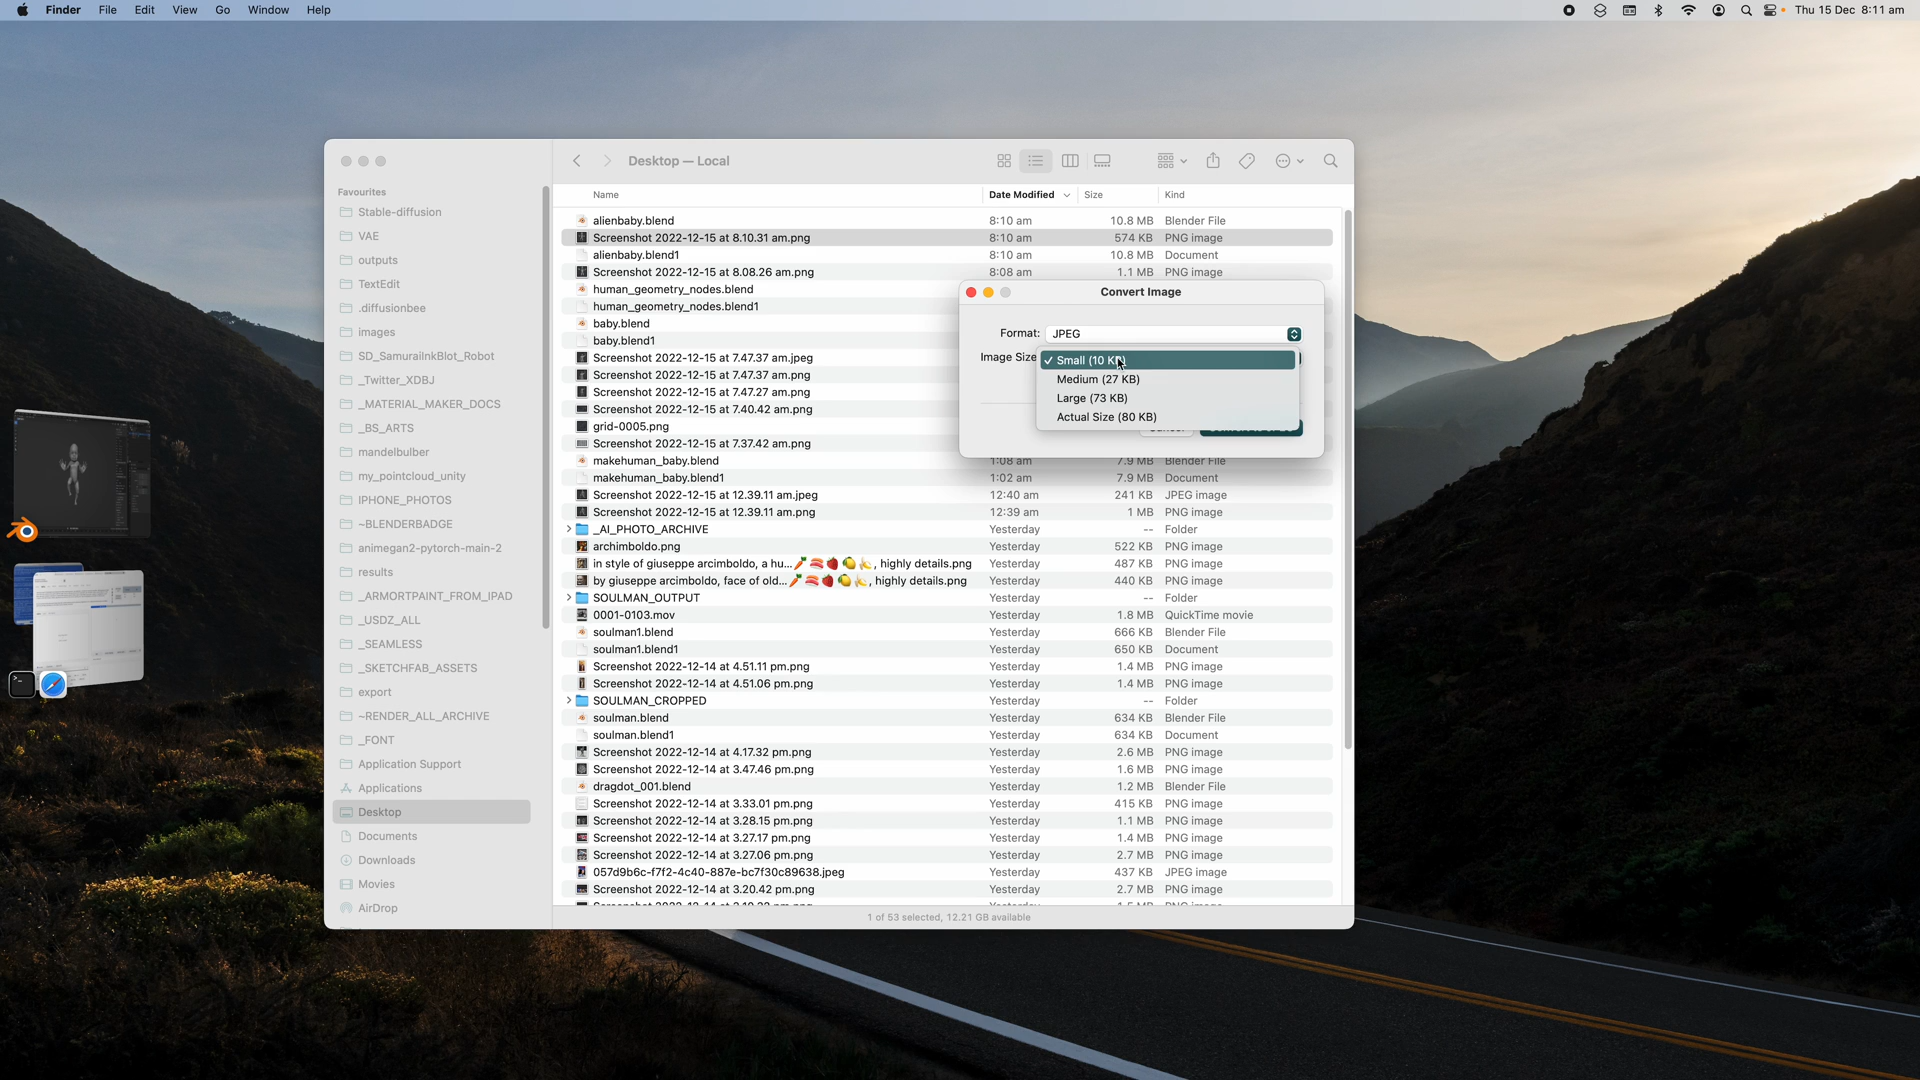 Finder File Edit View Go Window Help
Thu 15 Dec 8:11 am
Desktop — Local
Favourites
Stable-diffusion
VAE
outputs
TextEdit
.diffusionbee
images
SD_SamuraiInkBlot_Robot
_Twitter_XDBJ
_MATERIAL_MAKER_DOCS
_BS_ARTS
mandelbulber
my_pointcloud_unity
IPHONE_PHOTOS
~BLENDERBADGE
animegan2-pytorch-main-2
results
_ARMORTPAINT_FROM_IPAD
_USDZ_ALL
_SEAMLESS
_SKETCHFAB_ASSETS
export
~RENDER_ALL_ARCHIVE
_FONT
Application Support
Applications
Desktop
Documents
Downloads
Movies
AirDrop
Name Date Modified Size Kind
alienbaby.blend 8:10 am 10.8 MB Blender File
Screenshot 2022-12-15 at 8.10.31 am.png 8:10 am 574 KB PNG image
alienbaby.blend1 8:10 am 10.8 MB Document
Screenshot 2022-12-15 at 8.08.26 am.png 8:08 am 1.1 MB PNG image
human_geometry_nodes.blend
human_geometry_nodes.blend1
baby.blend
baby.blend1
Screenshot 2022-12-15 at 7.47.37 am.jpeg
Screenshot 2022-12-15 at 7.47.37 am.png
Screenshot 2022-12-15 at 7.47.27 am.png
Screenshot 2022-12-15 at 7.40.42 am.png
grid-0005.png
Screenshot 2022-12-15 at 7.37.42 am.png
makehuman_baby.blend 1:08 am 7.9 MB Blender File
makehuman_baby.blend1 1:02 am 7.9 MB Document
Screenshot 2022-12-15 at 12.39.11 am.jpeg 12:40 am 241 KB JPEG image
Screenshot 2022-12-15 at 12.39.11 am.png 12:39 am 1 MB PNG image
_AI_PHOTO_ARCHIVE Yesterday -- Folder
archimboldo.png Yesterday 522 KB PNG image
in style of giuseppe arcimboldo, a hu...🥕🍣🍓🍋🍌, highly details.png Yesterday 487 KB PNG image
by giuseppe arcimboldo, face of old...🥕🍣🍓🍋🍌, highly details.png Yesterday 440 KB PNG image
SOULMAN_OUTPUT Yesterday -- Folder
0001-0103.mov Yesterday 1.8 MB QuickTime movie
soulman1.blend Yesterday 666 KB Blender File
soulman1.blend1 Yesterday 650 KB Document
Screenshot 2022-12-14 at 4.51.11 pm.png Yesterday 1.4 MB PNG image
Screenshot 2022-12-14 at 4.51.06 pm.png Yesterday 1.4 MB PNG image
SOULMAN_CROPPED Yesterday -- Folder
soulman.blend Yesterday 634 KB Blender File
soulman.blend1 Yesterday 634 KB Document
Screenshot 2022-12-14 at 4.17.32 pm.png Yesterday 2.6 MB PNG image
Screenshot 2022-12-14 at 3.47.46 pm.png Yesterday 1.6 MB PNG image
dragdot_001.blend Yesterday 1.2 MB Blender File
Screenshot 2022-12-14 at 3.33.01 pm.png Yesterday 415 KB PNG image
Screenshot 2022-12-14 at 3.28.15 pm.png Yesterday 1.1 MB PNG image
Screenshot 2022-12-14 at 3.27.17 pm.png Yesterday 1.4 MB PNG image
Screenshot 2022-12-14 at 3.27.06 pm.png Yesterday 2.7 MB PNG image
057d9b6c-f7f2-4c40-887e-bc7f30c89638.jpeg Yesterday 437 KB JPEG image
Screenshot 2022-12-14 at 3.20.42 pm.png Yesterday 2.7 MB PNG image
1 of 53 selected, 12.21 GB available
Convert Image
Format: JPEG
Image Size
✓ Small (10 KB)
Medium (27 KB)
Large (73 KB)
Actual Size (80 KB)